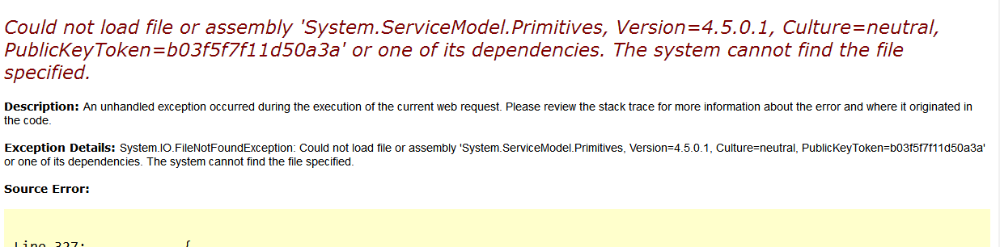 Could not load file or assembly 'System.ServiceModel.Primitives, Version=4.5.0.1, Culture=neutral,
PublicKeyToken=b03f5f7f11d50a3a' or one of its dependencies. The system cannot find the file
specified.
Description: An unhandled exception occurred during the execution of the current web request. Please review the stack trace for more information about the error and where it originated in
the code.
Exception Details: System.IO.FileNotFoundException: Could not load file or assembly 'System.ServiceModel.Primitives, Version=4.5.0.1, Culture=neutral, PublicKeyToken=b03f5f7f11d50a3a'
or one of its dependencies. The system cannot find the file specified.
Source Error:
Line 327: {